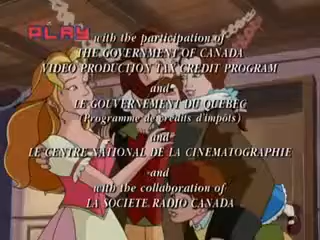 PLAY
with the participation of
THE GOVERNMENT OF CANADA
VIDEO PRODUCTION TAX CREDIT PROGRAM
and
LE GOUVERNEMENT DU QUEBEC
(Programme de crédits d'impôts)
and
LE CENTRE NATIONAL DE LA CINEMATOGRAPHIE
and
with the collaboration of
LA SOCIETE RADIO CANADA